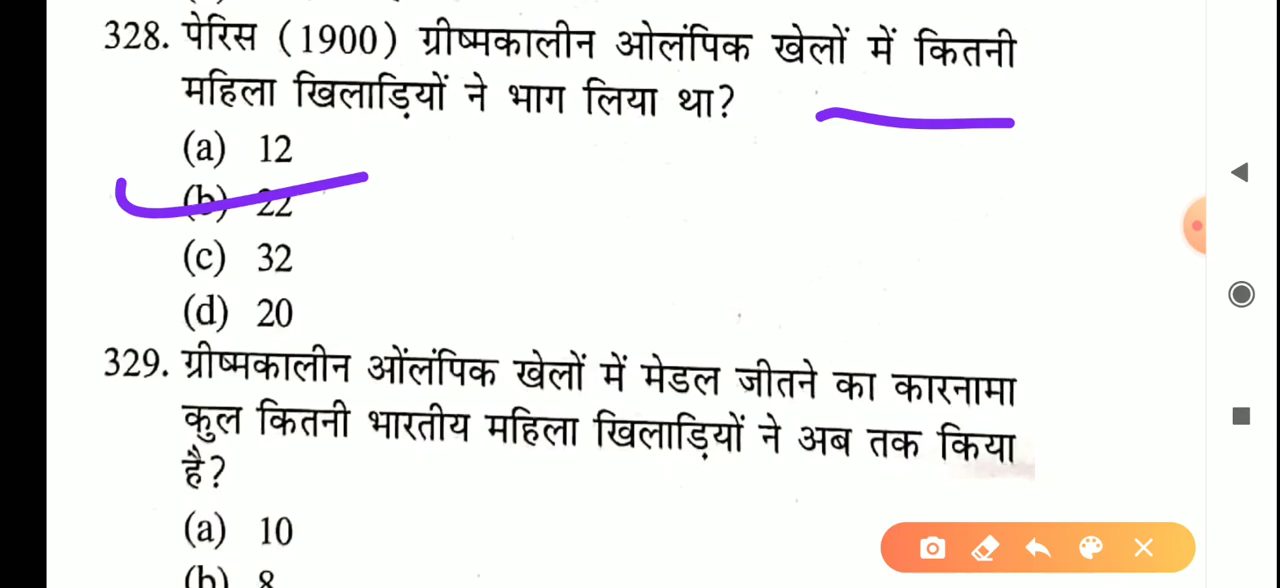 328. पेरिस (1900) ग्रीष्मकालीन ओलंपिक खेलों में कितनी
महिला खिलाड़ियों ने भाग लिया था?
(a) 12
(b) 22
(c) 32
(d) 20
329. ग्रीष्मकालीन ओंलंपिक खेलों में मेडल जीतने का कारनामा
कुल कितनी भारतीय महिला खिलाड़ियों ने अब तक किया
है?
(a) 10
(b) 8